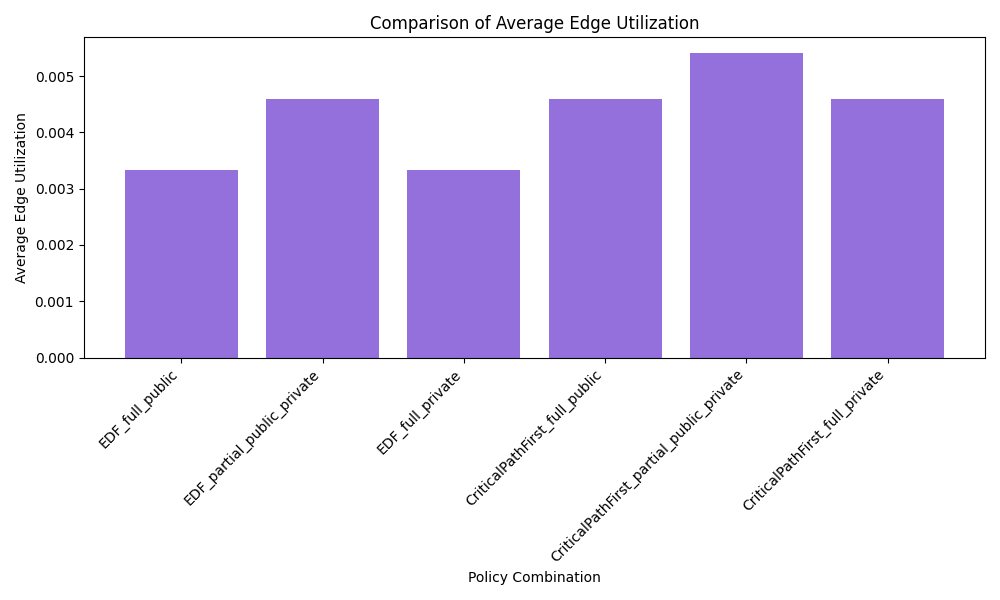 Comparison of Average Edge Utilization
Average Edge Utilization
0.005
0.004
0.003
0.002
0.001
0.000
EDF_full_public
EDF_partial_public_private
EDF_full_private
CriticalPathFirst_full_public
CriticalPathFirst_partial_public_private
CriticalPathFirst_full_private
Policy Combination